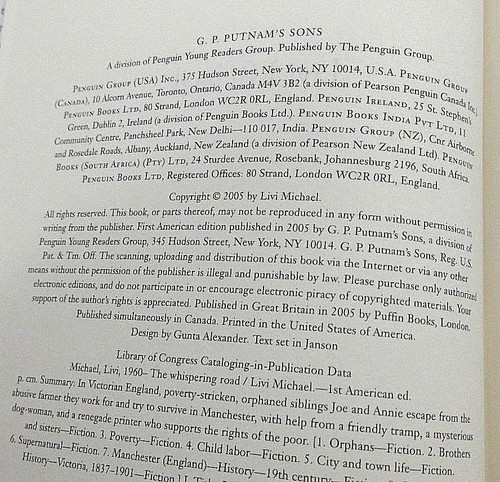 G. P. PUTNAM'S SONS
A division of Penguin Young Readers Group. Published by The Penguin Group.
PENGUIN GROUP (USA) INC., 375 Hudson Street, New York, NY 10014, U.S.A. PENGUIN GROUP
(CANADA), 10 Alcorn Avenue, Toronto, Ontario, Canada M4V 3B2 (a division of Pearson Penguin Canada Inc.)
PENGUIN BOOKS LTD, 80 Strand, London WC2R 0RL, England. PENGUIN IRELAND, 25 St. Stephen's
Green, Dublin 2, Ireland (a division of Penguin Books Ltd.). PENGUIN BOOKS INDIA PVT LTD, 11
Community Centre, Panchsheel Park, New Delhi—110 017, India. PENGUIN GROUP (NZ), Cnr Airborne
and Rosedale Roads, Albany, Auckland, New Zealand (a division of Pearson New Zealand Ltd). PENGUIN
BOOKS (SOUTH AFRICA) (PTY) LTD, 24 Sturdee Avenue, Rosebank, Johannesburg 2196, South Africa.
PENGUIN BOOKS LTD, Registered Offices: 80 Strand, London WC2R 0RL, England.
Copyright © 2005 by Livi Michael.
All rights reserved. This book, or parts thereof, may not be reproduced in any form without permission in
writing from the publisher. First American edition published in 2005 by G. P. Putnam's Sons, a division of
Penguin Young Readers Group, 345 Hudson Street, New York, NY 10014. G. P. Putnam's Sons, Reg. U.S.
Pat. & Tm. Off. The scanning, uploading and distribution of this book via the Internet or via any other
means without the permission of the publisher is illegal and punishable by law. Please purchase only authorized
electronic editions, and do not participate in or encourage electronic piracy of copyrighted materials. Your
support of the author's rights is appreciated. Published in Great Britain in 2005 by Puffin Books, London.
Published simultaneously in Canada. Printed in the United States of America.
Design by Gunta Alexander. Text set in Janson
Library of Congress Cataloging-in-Publication Data
Michael, Livi, 1960– The whispering road / Livi Michael.—1st American ed.
p. cm. Summary: In Victorian England, poverty-stricken, orphaned siblings Joe and Annie escape from the
abusive farmer they work for and try to survive in Manchester, with help from a friendly tramp, a mysterious
dog-woman, and a renegade printer who supports the rights of the poor. [1. Orphans—Fiction. 2. Brothers
and sisters—Fiction. 3. Poverty—Fiction. 4. Child labor—Fiction. 5. City and town life—Fiction.
6. Supernatural—Fiction. 7. Manchester (England)—History—19th century—
History—Victoria, 1837–1901—Fiction.] I.